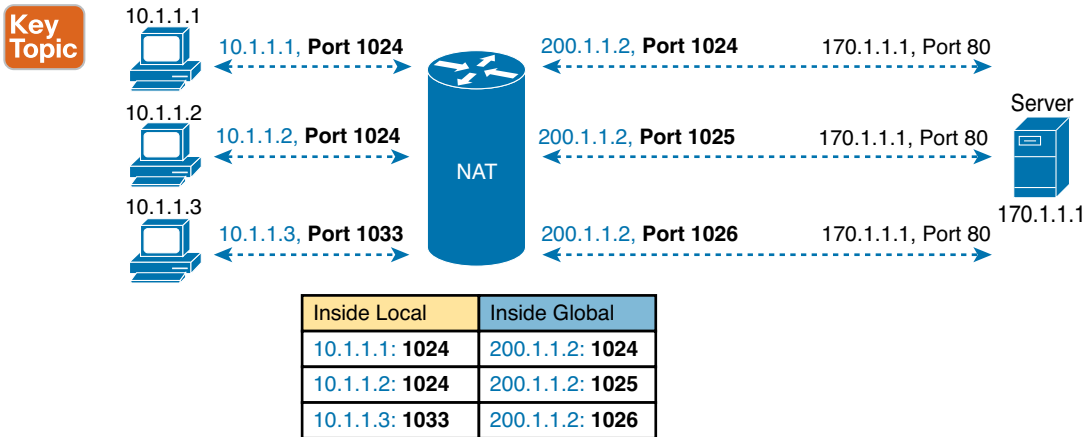 Key
Topic
10.1.1.1
10.1.1.1, Port 1024
200.1.1.2, Port 1024
170.1.1.1, Port 80
10.1.1.2
10.1.1.2, Port 1024
200.1.1.2, Port 1025
170.1.1.1, Port 80
Server
NAT
10.1.1.3
170.1.1.1
10.1.1.3, Port 1033
200.1.1.2, Port 1026
170.1.1.1, Port 80
Inside Local Inside Global
10.1.1.1: 1024 200.1.1.2: 1024
10.1.1.2: 1024 200.1.1.2: 1025
10.1.1.3: 1033 200.1.1.2: 1026